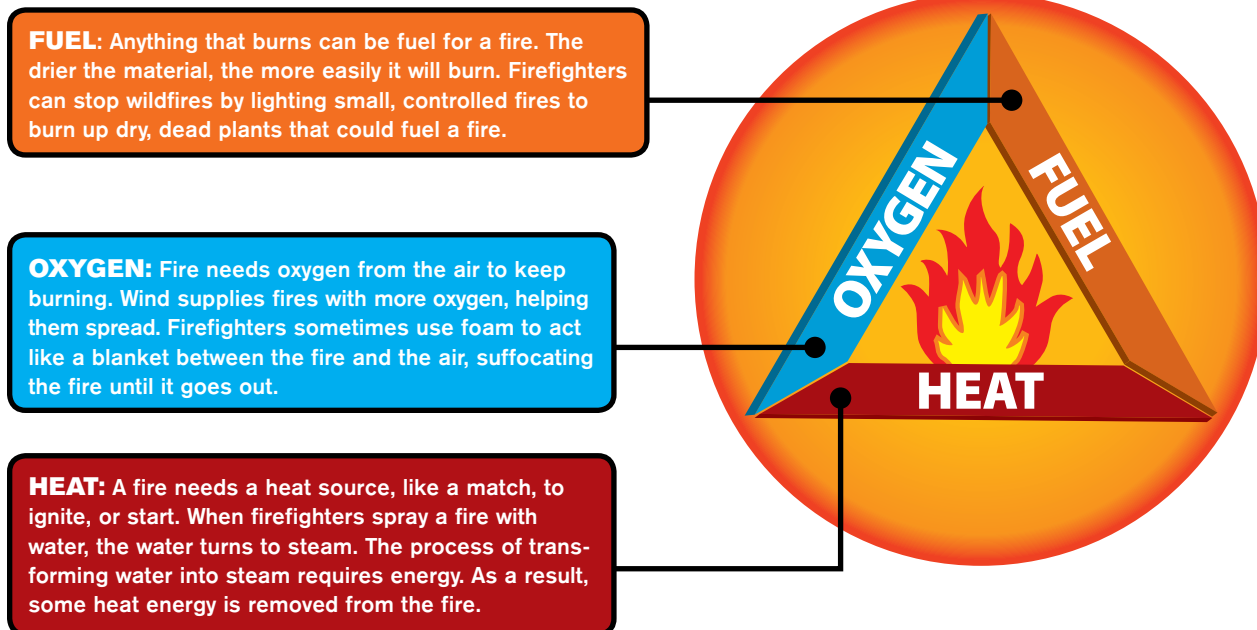 FUEL: Anything that burns can be fuel for a fire. The
drier the material, the more easily it will burn. Firefighters
can stop wildfires by lighting small, controlled fires to
burn up dry, dead plants that could fuel a fire.
OXYGEN: Fire needs oxygen from the air to keep
burning. Wind supplies fires with more oxygen, helping
them spread. Firefighters sometimes use foam to act
like a blanket between the fire and the air, suffocating
the fire until it goes out.
HEAT: A fire needs a heat source, like a match, to
ignite, or start. When firefighters spray a fire with
water, the water turns to steam. The process of trans-
forming water into steam requires energy. As a result,
some heat energy is removed from the fire.
OXYGEN
FUEL
HEAT